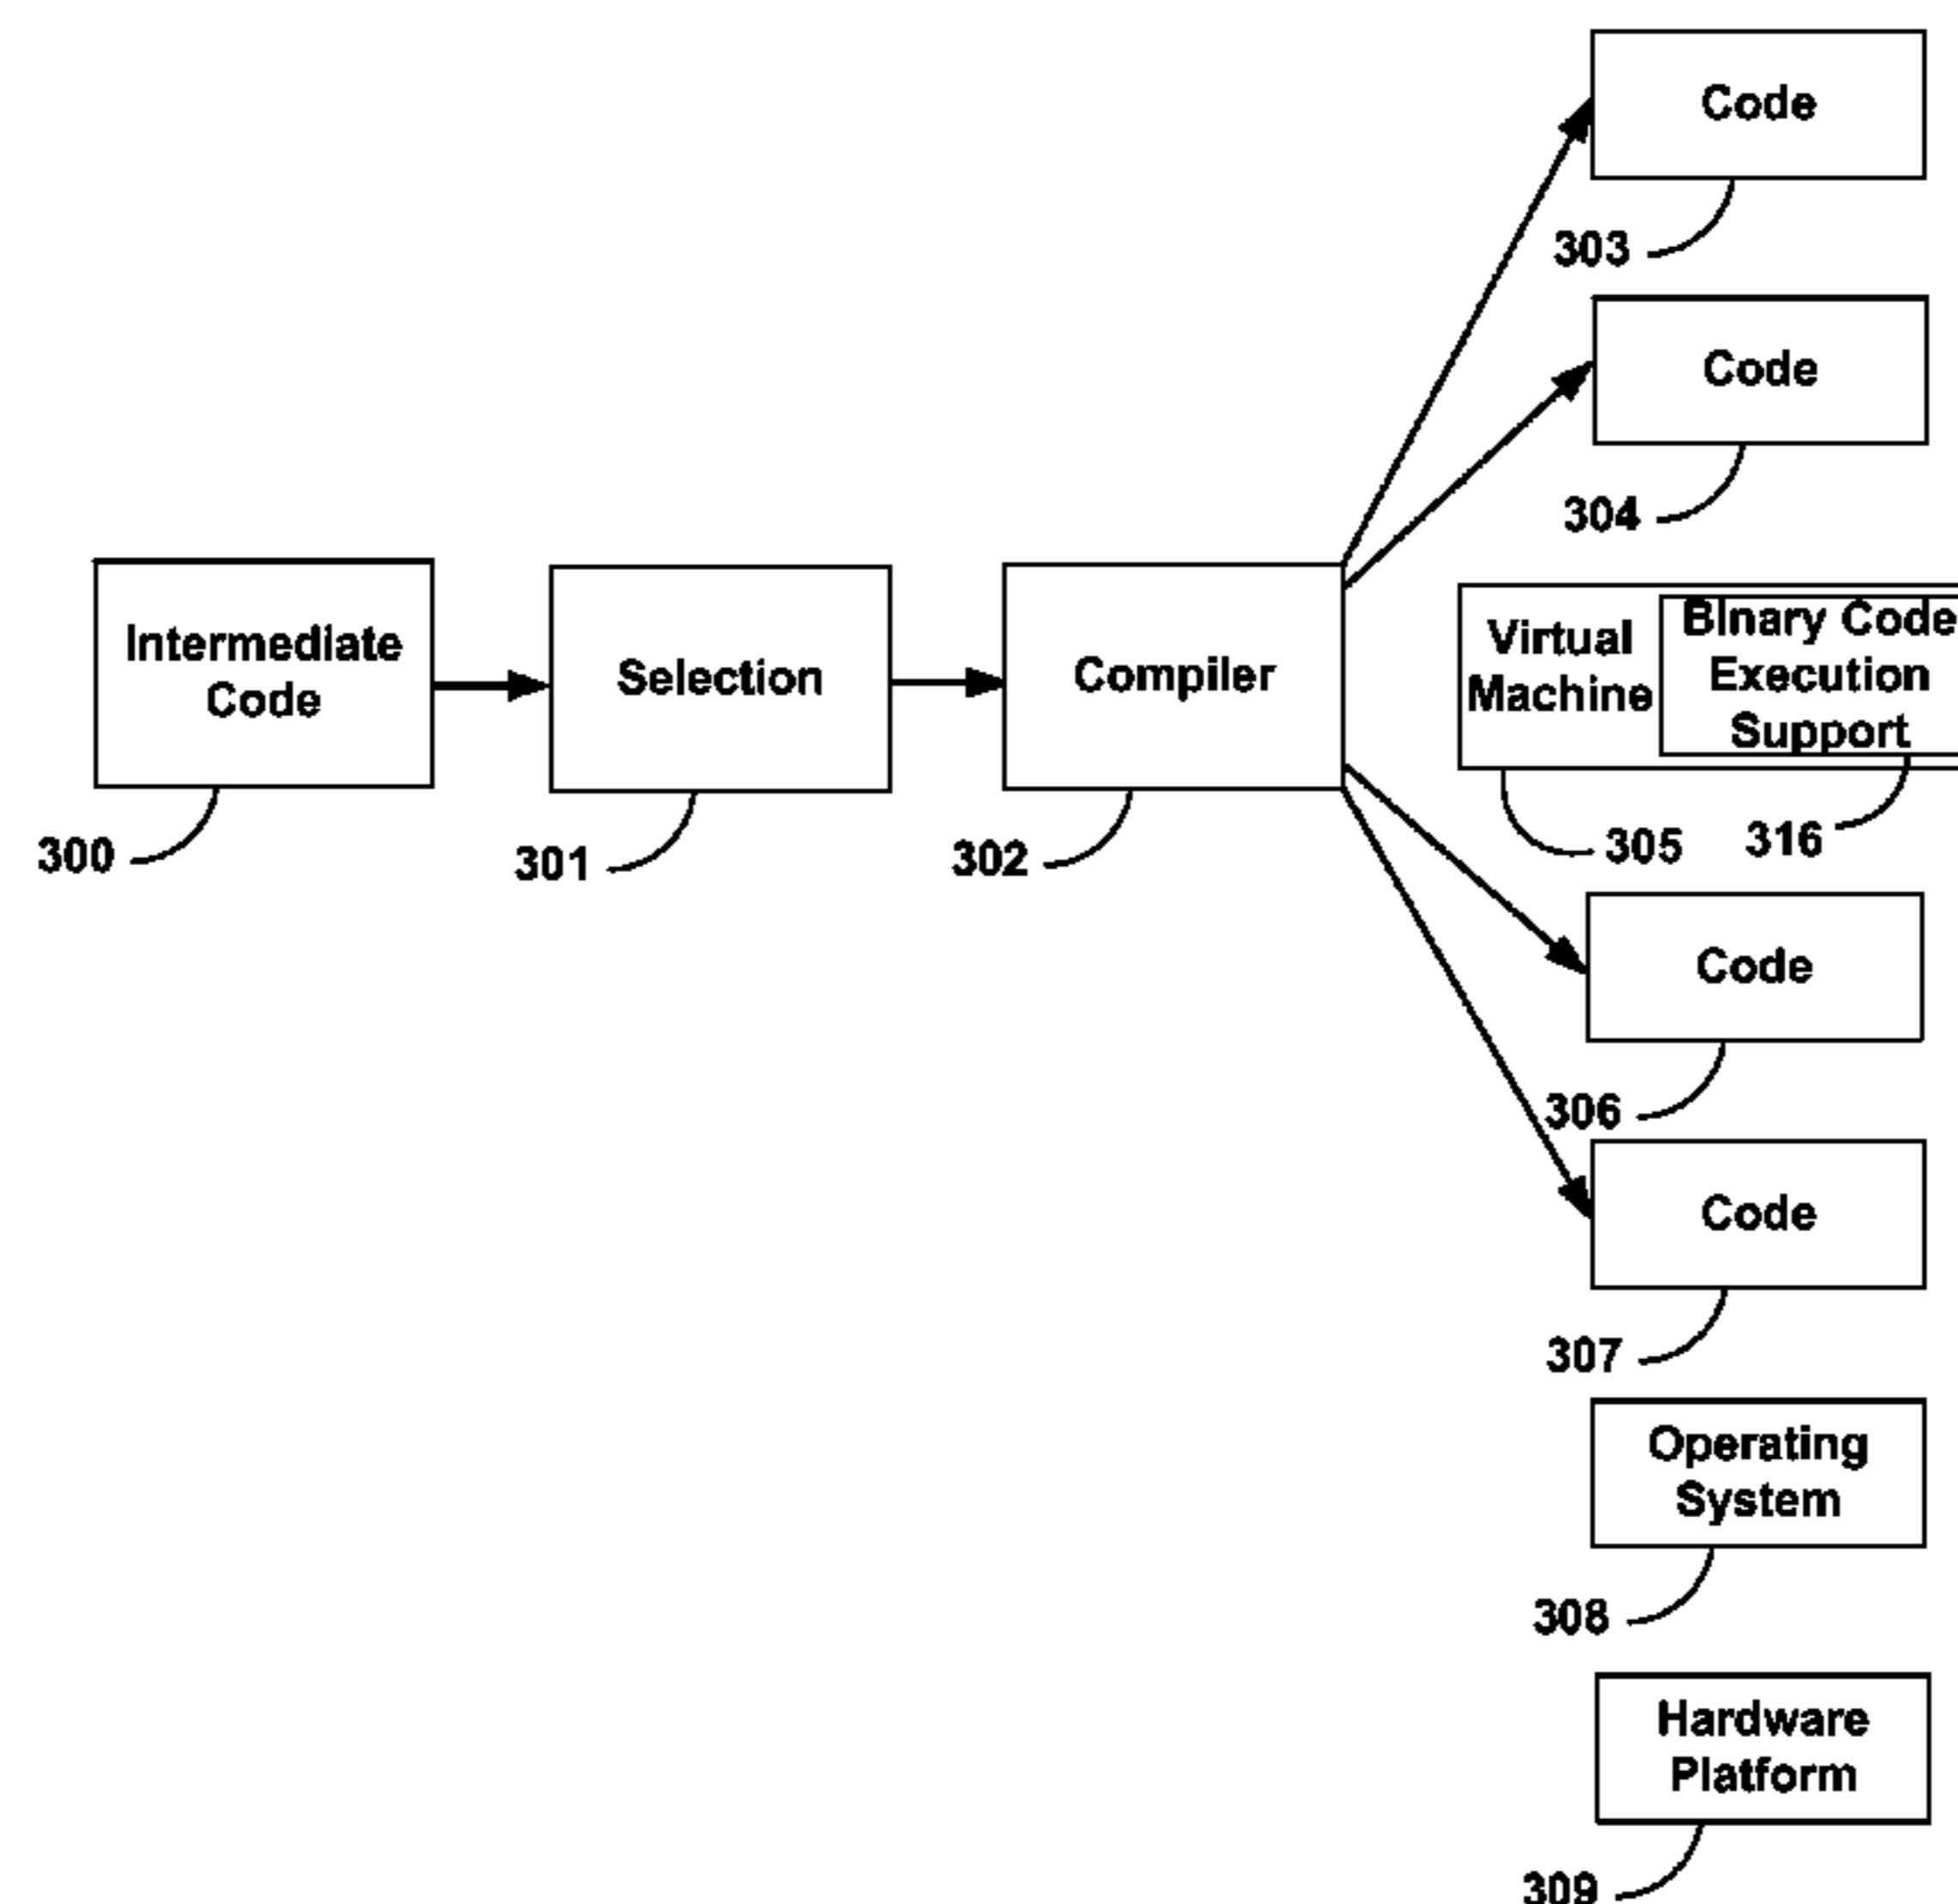 Code
303
Code
304
Intermediate
Code
300
Selection
301
Compiler
302
Virtual
Machine
Binary Code
Execution
Support
305
316
Code
306
Code
307
Operating
System
308
Hardware
Platform
309